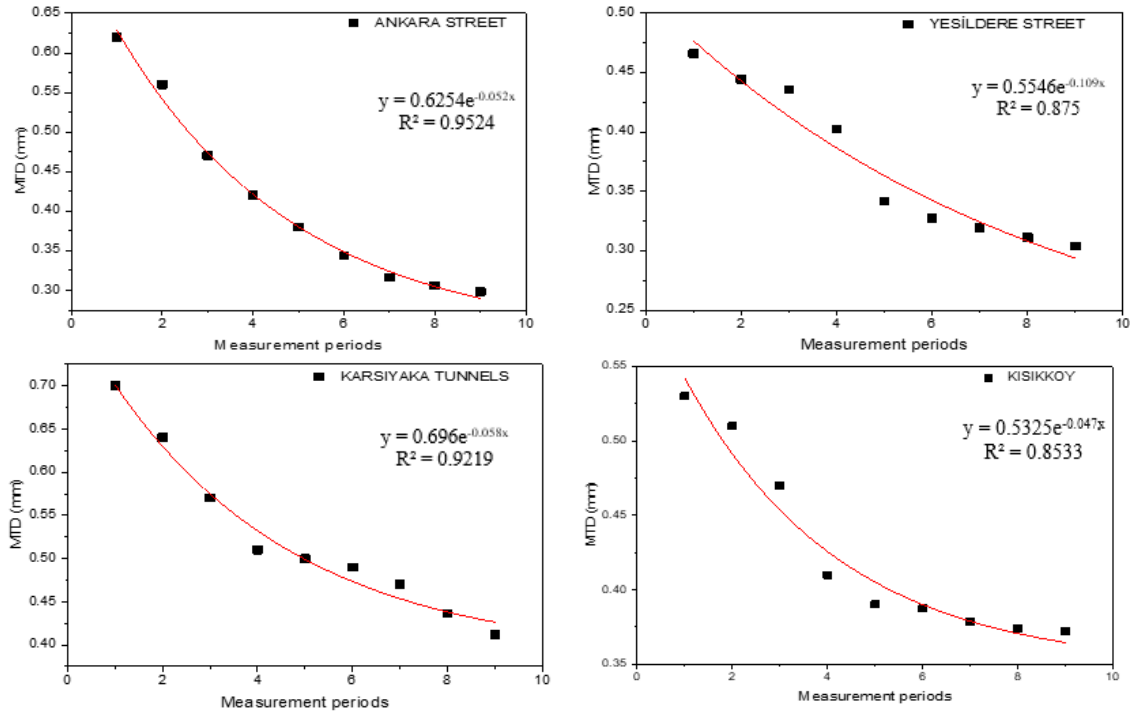 ANKARA STREET
y = 0.6254e^-0.052x
R² = 0.9524
MTD (mm)
0.65
0.60
0.55
0.50
0.45
0.40
0.35
0.30
0 2 4 6 8 10
Measurement periods
YESİLDERE STREET
y = 0.5546e^-0.109x
R² = 0.875
MTD (mm)
0.50
0.45
0.40
0.35
0.30
0.25
0 2 4 6 8 10
Measurement periods
KARSIYAKA TUNNELS
y = 0.696e^-0.058x
R² = 0.9219
MTD (mm)
0.70
0.65
0.60
0.55
0.50
0.45
0.40
0 2 4 6 8 10
Measurement periods
KISIKKOY
y = 0.5325e^-0.047x
R² = 0.8533
MTD (mm)
0.55
0.50
0.45
0.40
0.35
0 2 4 6 8 10
Measurement periods